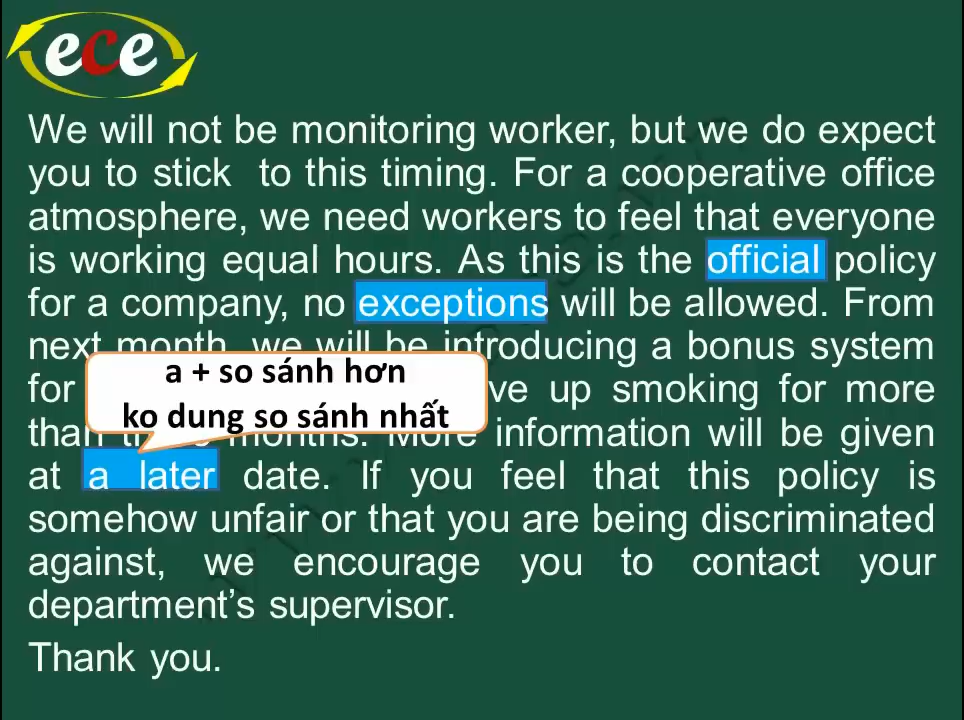 ece
We will not be monitoring worker, but we do expect
you to stick to this timing. For a cooperative office
atmosphere, we need workers to feel that everyone
is working equal hours. As this is the official policy
for a company, no exceptions will be allowed. From
next month, we will be introducing a bonus system
for ve up smoking for more
a + so sánh hơn
ko dung so sánh nhất
than months. More information will be given
at a later date. If you feel that this policy is
somehow unfair or that you are being discriminated
against, we encourage you to contact your
department's supervisor.
Thank you.